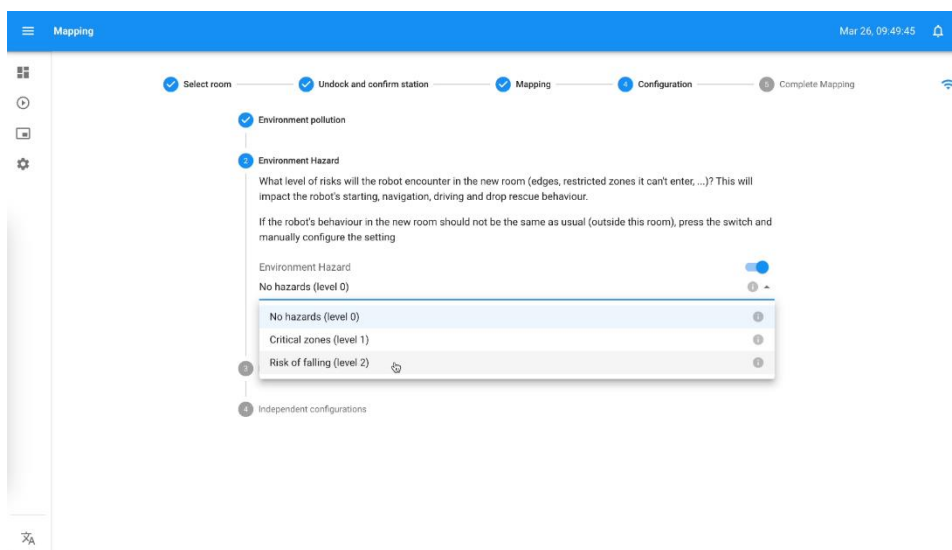 Mapping
Mar 26, 09:49:45
Select room
Undock and confirm station
Mapping
4 Configuration
5 Complete Mapping
Environment pollution
2 Environment Hazard
What level of risks will the robot encounter in the new room (edges, restricted zones it can't enter, ...)? This will
impact the robot's starting, navigation, driving and drop rescue behaviour.
If the robot's behaviour in the new room should not be the same as usual (outside this room), press the switch and
manually configure the setting
Environment Hazard
No hazards (level 0)
No hazards (level 0)
Critical zones (level 1)
Risk of falling (level 2)
3
4 Independent configurations